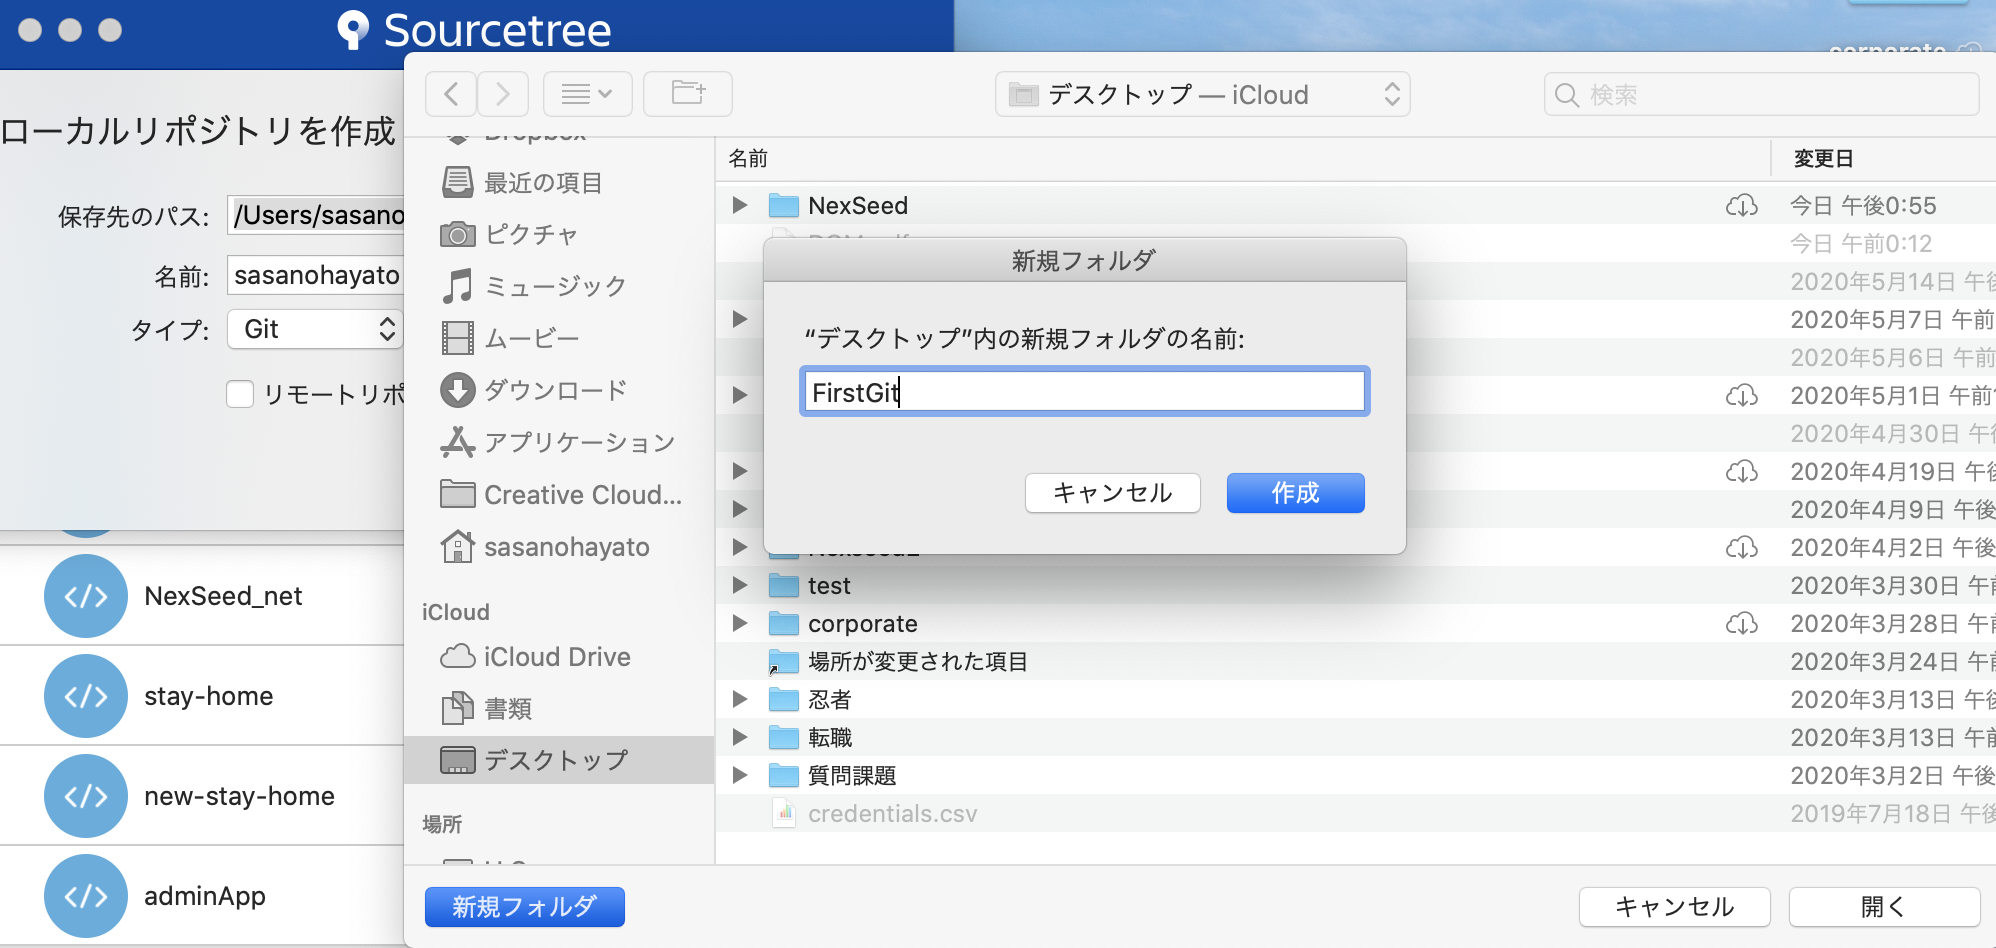 Sourcetree
corporate
デスクトップ — iCloud
検索
ローカルリポジトリを作成
保存先のパス: /Users/sasano
名前: sasanohayato
タイプ: Git
リモートリポ
Dropbox
最近の項目
ピクチャ
ミュージック
ムービー
ダウンロード
アプリケーション
Creative Cloud...
sasanohayato
iCloud
iCloud Drive
書類
デスクトップ
場所
名前 変更日
NexSeed 今日 午後0:55
今日 午前0:12
2020年5月14日 午後
2020年5月7日 午前
2020年5月6日 午前
2020年5月1日 午前
2020年4月30日 午
2020年4月19日 午後
2020年4月9日 午後
2020年4月2日 午後
test 2020年3月30日 午
corporate 2020年3月28日 午前
場所が変更された項目 2020年3月24日 午前
忍者 2020年3月13日 午後
転職 2020年3月13日 午前
質問課題 2020年3月2日 午後
credentials.csv 2019年7月18日 午後
新規フォルダ
“デスクトップ”内の新規フォルダの名前:
FirstGit
キャンセル 作成
NexSeed_net
stay-home
new-stay-home
adminApp
新規フォルダ キャンセル 開く